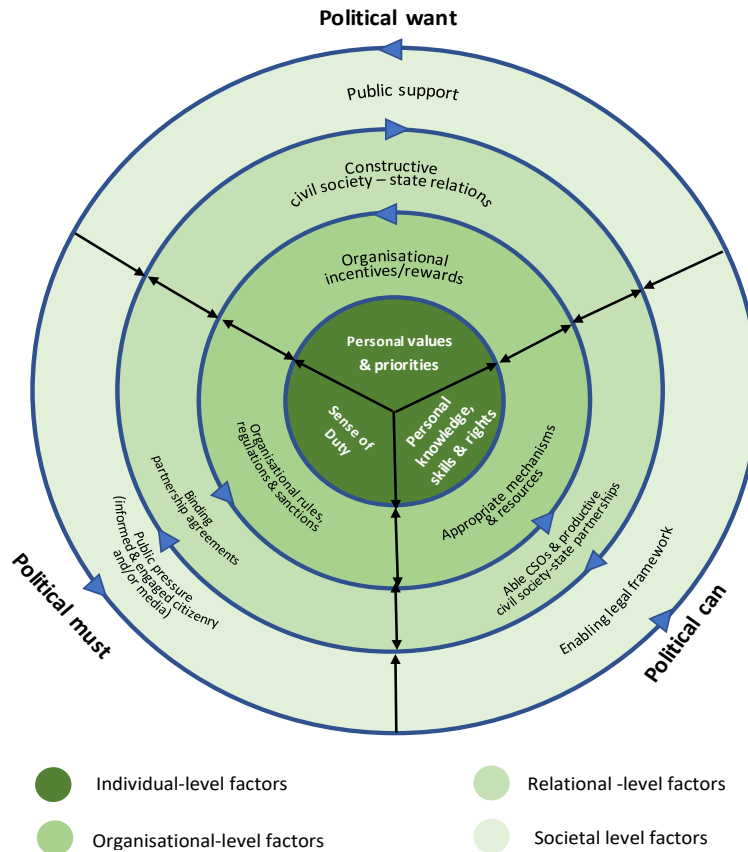 Political want
Public support
Constructive
civil society – state relations
Organisational
incentives/rewards
Personal values
& priorities
Sense of
Duty
Personal
knowledge,
skills & rights
Organisational rules,
regulations & sanctions
Appropriate mechanisms
& resources
Binding
partnership agreements
Able CSOs & productive
civil society-state partnerships
Public pressure
(informed & engaged citizenry
and/or media)
Enabling legal framework
Political must
Political can
Individual-level factors
Relational -level factors
Organisational-level factors
Societal level factors